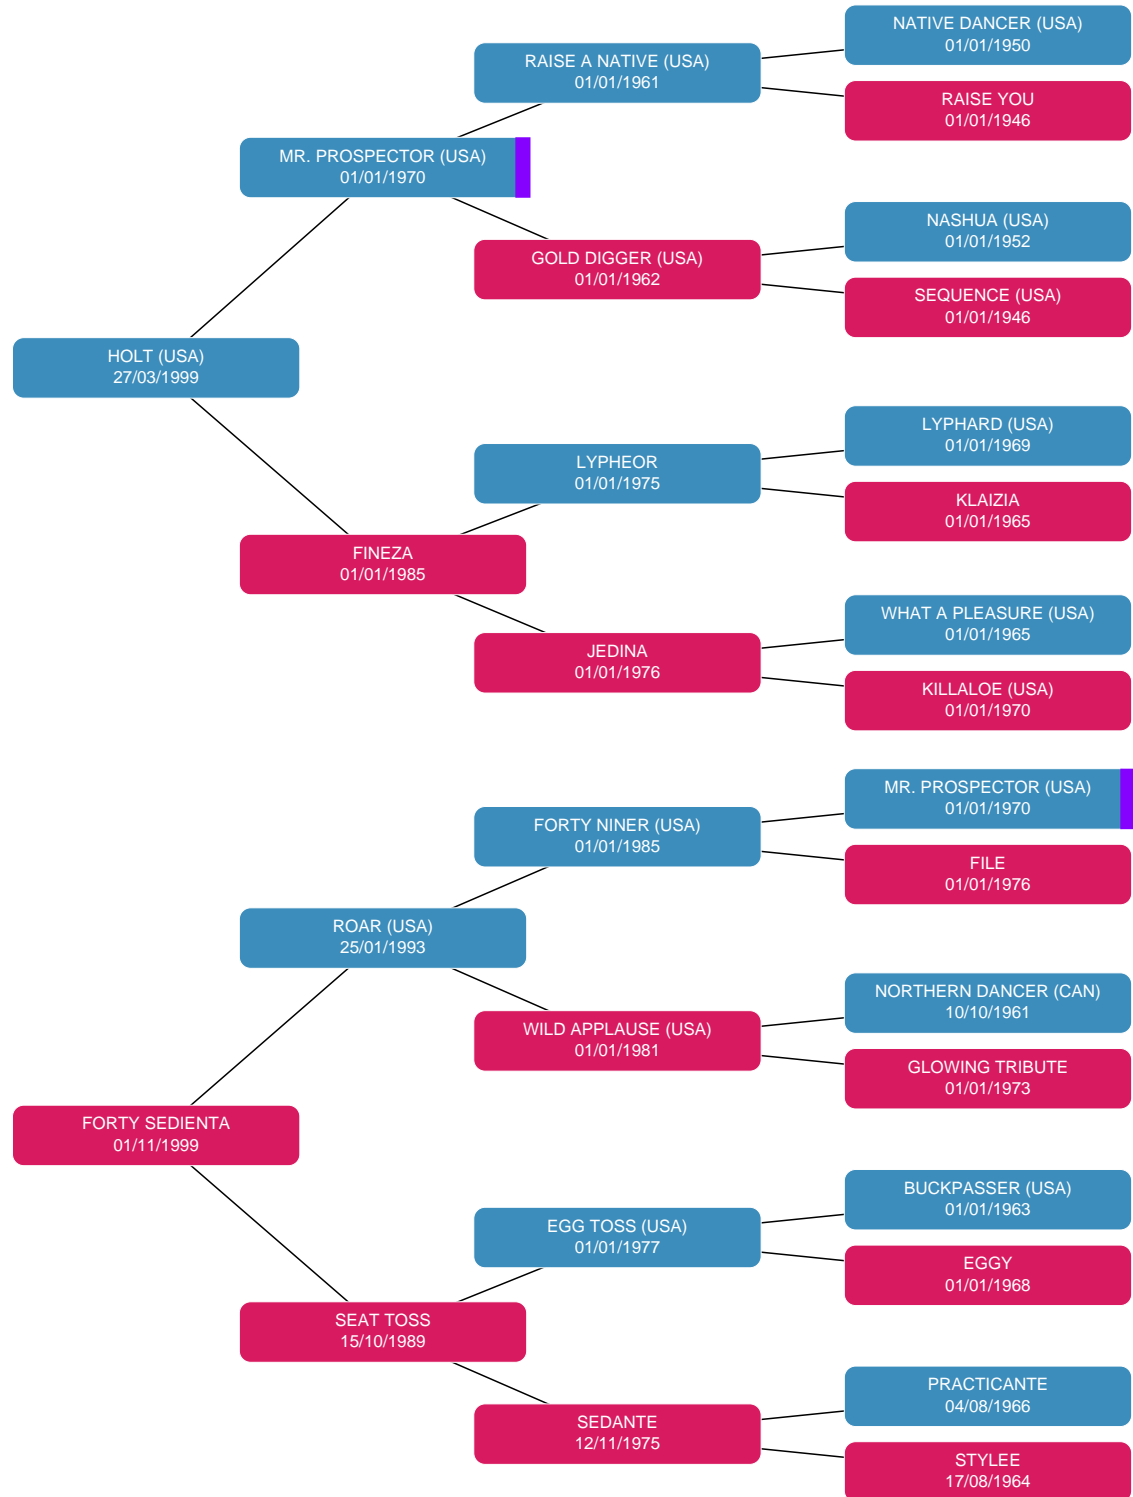 NATIVE DANCER (USA)
01/01/1950
RAISE A NATIVE (USA)
01/01/1961
RAISE YOU
01/01/1946
MR. PROSPECTOR (USA)
01/01/1970
NASHUA (USA)
01/01/1952
GOLD DIGGER (USA)
01/01/1962
SEQUENCE (USA)
01/01/1946
HOLT (USA)
27/03/1999
LYPHARD (USA)
01/01/1969
LYPHEOR
01/01/1975
KLAIZIA
01/01/1965
FINEZA
01/01/1985
WHAT A PLEASURE (USA)
01/01/1965
JEDINA
01/01/1976
KILLALOE (USA)
01/01/1970
MR. PROSPECTOR (USA)
01/01/1970
FORTY NINER (USA)
01/01/1985
FILE
01/01/1976
ROAR (USA)
25/01/1993
NORTHERN DANCER (CAN)
10/10/1961
WILD APPLAUSE (USA)
01/01/1981
GLOWING TRIBUTE
01/01/1973
FORTY SEDIENTA
01/11/1999
BUCKPASSER (USA)
01/01/1963
EGG TOSS (USA)
01/01/1977
EGGY
01/01/1968
SEAT TOSS
15/10/1989
PRACTICANTE
04/08/1966
SEDANTE
12/11/1975
STYLEE
17/08/1964